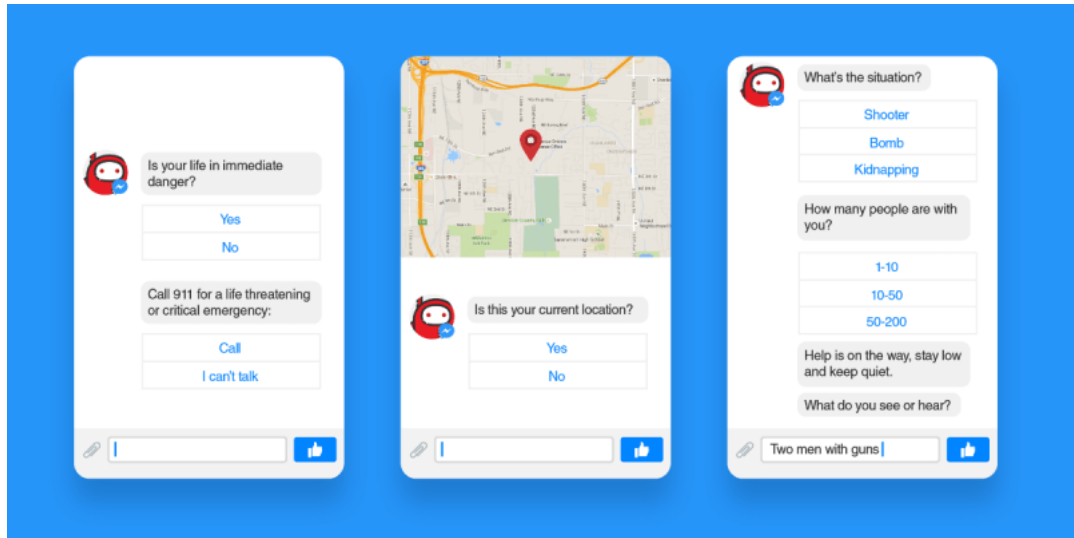 Is your life in immediate
danger?
Yes
No
Call 911 for a life threatening
or critical emergency:
Call
I can't talk
Is this your current location?
Yes
No
What's the situation?
Shooter
Bomb
Kidnapping
How many people are with
you?
1-10
10-50
50-200
Help is on the way, stay low
and keep quiet.
What do you see or hear?
Two men with guns